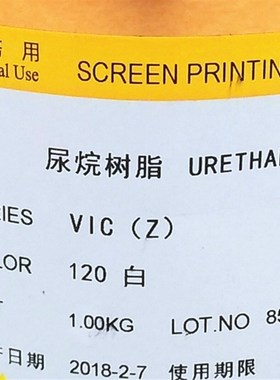 用
al Use
SCREEN PRINTIN
尿烷树脂 URETHA
IES
VIC (Z)
LOR
120 白
1.00KG LOT.NO 85
日期 2018-2-7 使用期限